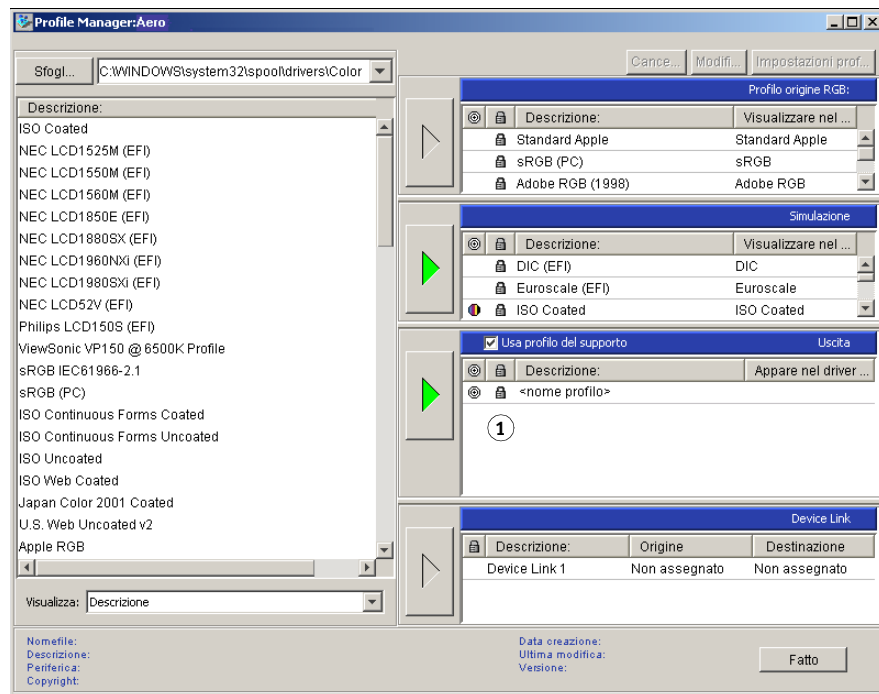 Profile Manager:Aero
Sfogl...
C:\WINDOWS\system32\spool\drivers\Color
Descrizione:
ISO Coated
NEC LCD1525M (EFI)
NEC LCD1550M (EFI)
NEC LCD1560M (EFI)
NEC LCD1850E (EFI)
NEC LCD1880SX (EFI)
NEC LCD1960NXi (EFI)
NEC LCD1980SXi (EFI)
NEC LCD52V (EFI)
Philips LCD150S (EFI)
ViewSonic VP150 @ 6500K Profile
sRGB IEC61966-2.1
sRGB (PC)
ISO Continuous Forms Coated
ISO Continuous Forms Uncoated
ISO Uncoated
ISO Web Coated
Japan Color 2001 Coated
U.S. Web Uncoated v2
Apple RGB
Visualizza: Descrizione
Cance... Modifi... Impostazioni prof...
Profilo origine RGB:
Descrizione: Visualizzare nel ...
Standard Apple Standard Apple
sRGB (PC) sRGB
Adobe RGB (1998) Adobe RGB
Simulazione
Descrizione: Visualizzare nel ...
DIC (EFI) DIC
Euroscale (EFI) Euroscale
ISO Coated ISO Coated
Usa profilo del supporto Uscita
Descrizione: Appare nel driver ...
<nome profilo>
1
Device Link
Descrizione: Origine Destinazione
Device Link 1 Non assegnato Non assegnato
Nomefile:
Descrizione:
Periferica:
Copyright:
Data creazione:
Ultima modifica:
Versione:
Fatto